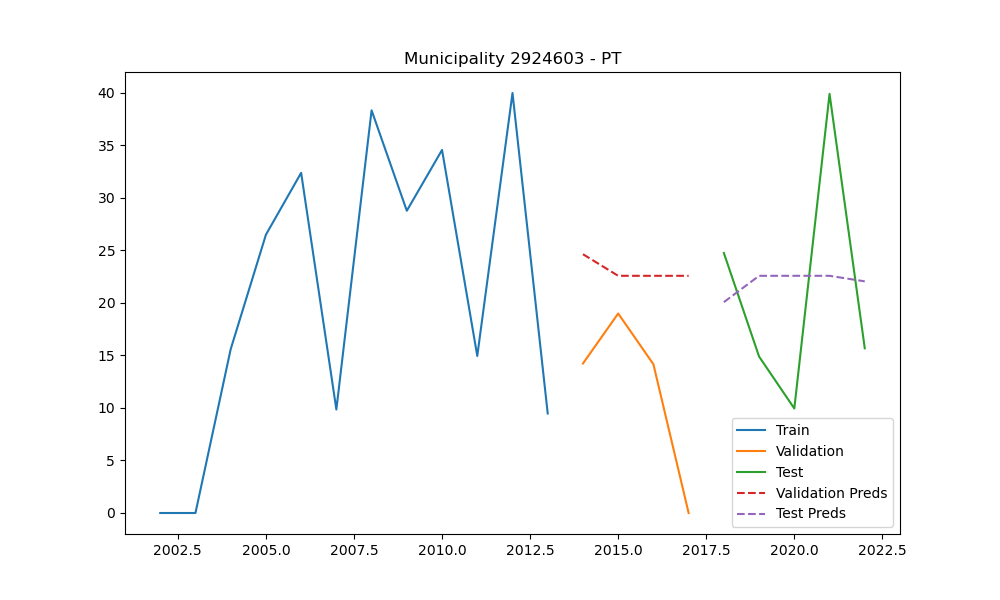 Municipality 2924603 - PT
40
35
30
25
20
15
10
5
0
2002.5 2005.0 2007.5 2010.0 2012.5 2015.0 2017.5 2020.0 2022.5
Train
Validation
Test
Validation Preds
Test Preds